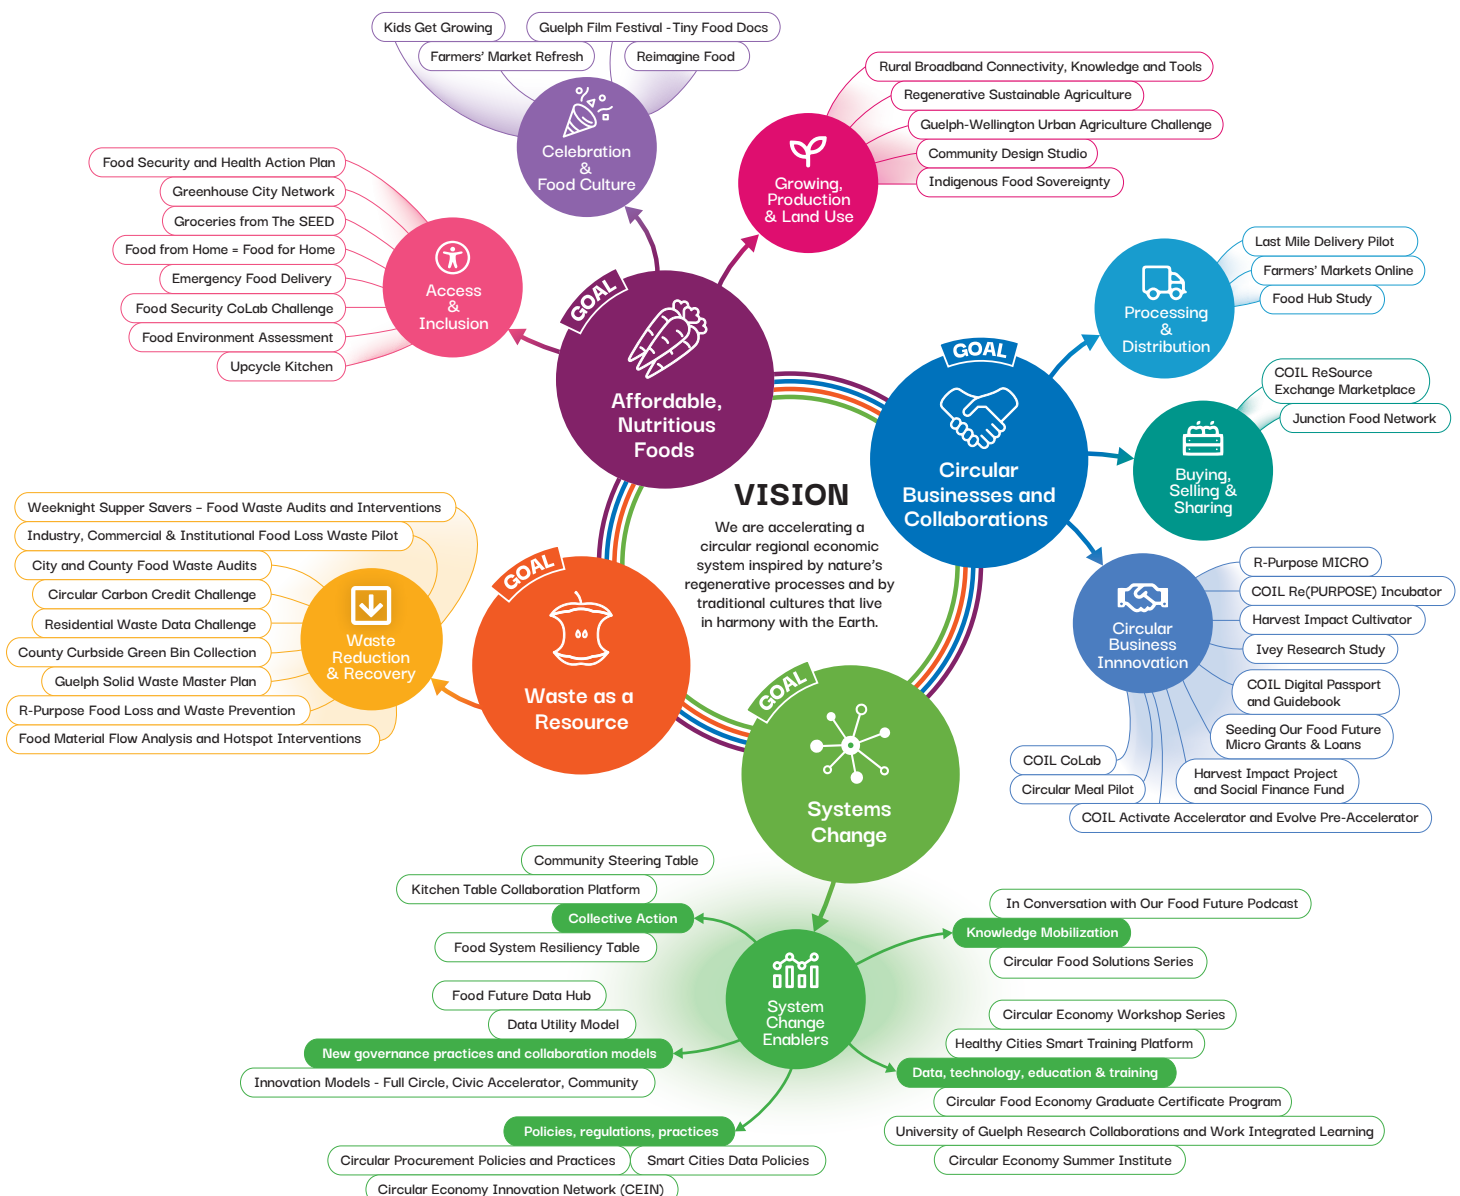 Kids Get Growing
Guelph Film Festival - Tiny Food Docs
Farmers' Market Refresh
Reimagine Food
Celebration
&
Food Culture
Rural Broadband Connectivity, Knowledge and Tools
Regenerative Sustainable Agriculture
Guelph-Wellington Urban Agriculture Challenge
Community Design Studio
Indigenous Food Sovereignty
Growing,
Production
& Land Use
Food Security and Health Action Plan
Greenhouse City Network
Groceries from The SEED
Food from Home = Food for Home
Emergency Food Delivery
Food Security CoLab Challenge
Food Environment Assessment
Upcycle Kitchen
Access
&
Inclusion
GOAL
Affordable,
Nutritious
Foods
Last Mile Delivery Pilot
Farmers' Markets Online
Food Hub Study
Processing
&
Distribution
GOAL
Circular
Businesses and
Collaborations
COIL ReSource
Exchange Marketplace
Junction Food Network
Buying,
Selling &
Sharing
VISION
We are accelerating a
circular regional economic
system inspired by nature's
regenerative processes and by
traditional cultures that live
in harmony with the Earth.
Weeknight Supper Savers – Food Waste Audits and Interventions
Industry, Commercial & Institutional Food Loss Waste Pilot
City and County Food Waste Audits
Circular Carbon Credit Challenge
Residential Waste Data Challenge
County Curbside Green Bin Collection
Guelph Solid Waste Master Plan
R-Purpose Food Loss and Waste Prevention
Food Material Flow Analysis and Hotspot Interventions
Waste
Reduction
& Recovery
GOAL
Waste as a
Resource
R-Purpose MICRO
COIL Re(PURPOSE) Incubator
Harvest Impact Cultivator
Ivey Research Study
COIL Digital Passport
and Guidebook
Seeding Our Food Future
Micro Grants & Loans
Harvest Impact Project
and Social Finance Fund
COIL CoLab
Circular Meal Pilot
COIL Activate Accelerator and Evolve Pre-Accelerator
Circular
Business
Innnovation
GOAL
Systems
Change
Community Steering Table
Kitchen Table Collaboration Platform
Collective Action
Food System Resiliency Table
System
Change
Enablers
In Conversation with Our Food Future Podcast
Knowledge Mobilization
Circular Food Solutions Series
Food Future Data Hub
Data Utility Model
New governance practices and collaboration models
Innovation Models - Full Circle, Civic Accelerator, Community
Circular Economy Workshop Series
Healthy Cities Smart Training Platform
Data, technology, education & training
Circular Food Economy Graduate Certificate Program
University of Guelph Research Collaborations and Work Integrated Learning
Circular Economy Summer Institute
Policies, regulations, practices
Circular Procurement Policies and Practices
Smart Cities Data Policies
Circular Economy Innovation Network (CEIN)